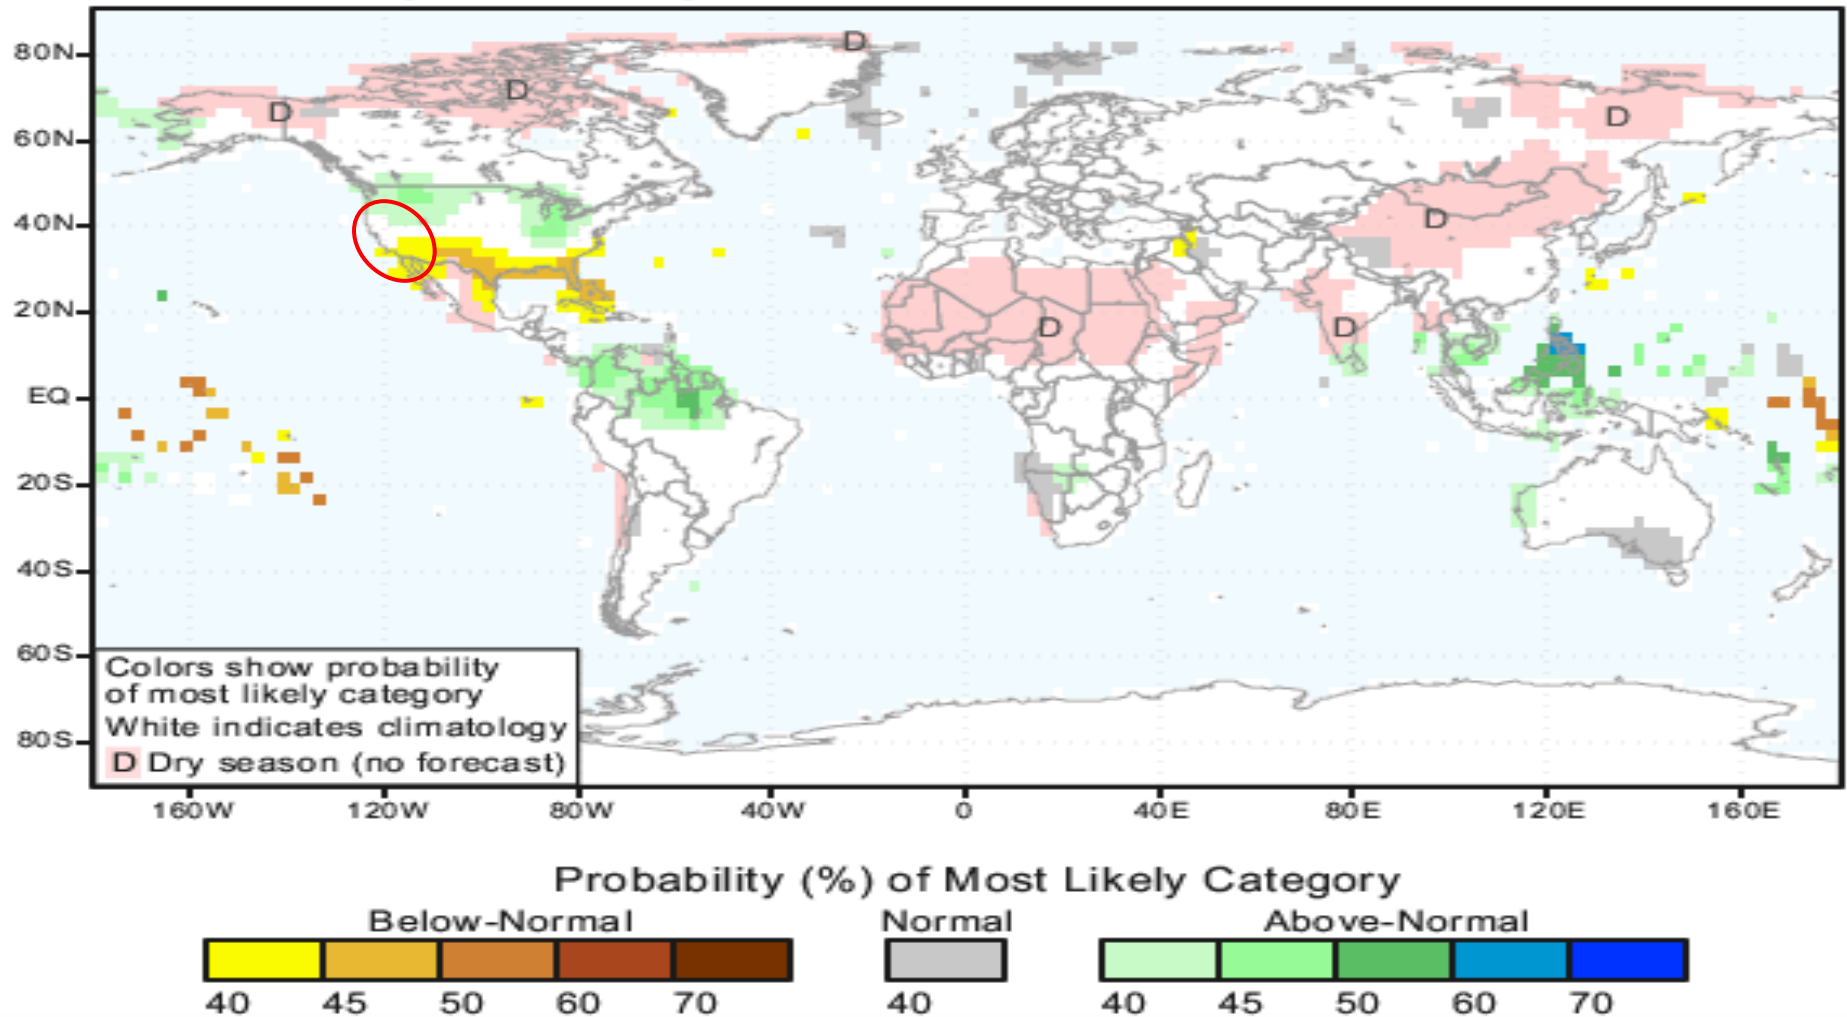 D
80N
D
D
D
60N
40N
D
20N
D
D
EQ
20S
40S
60S
80S
Colors show probability
of most likely category
White indicates climatology
D Dry season (no forecast)
160W 120W 80W 40W 0 40E 80E 120E 160E
Probability (%) of Most Likely Category
Below-Normal Normal Above-Normal
40 45 50 60 70 40 40 45 50 60 70